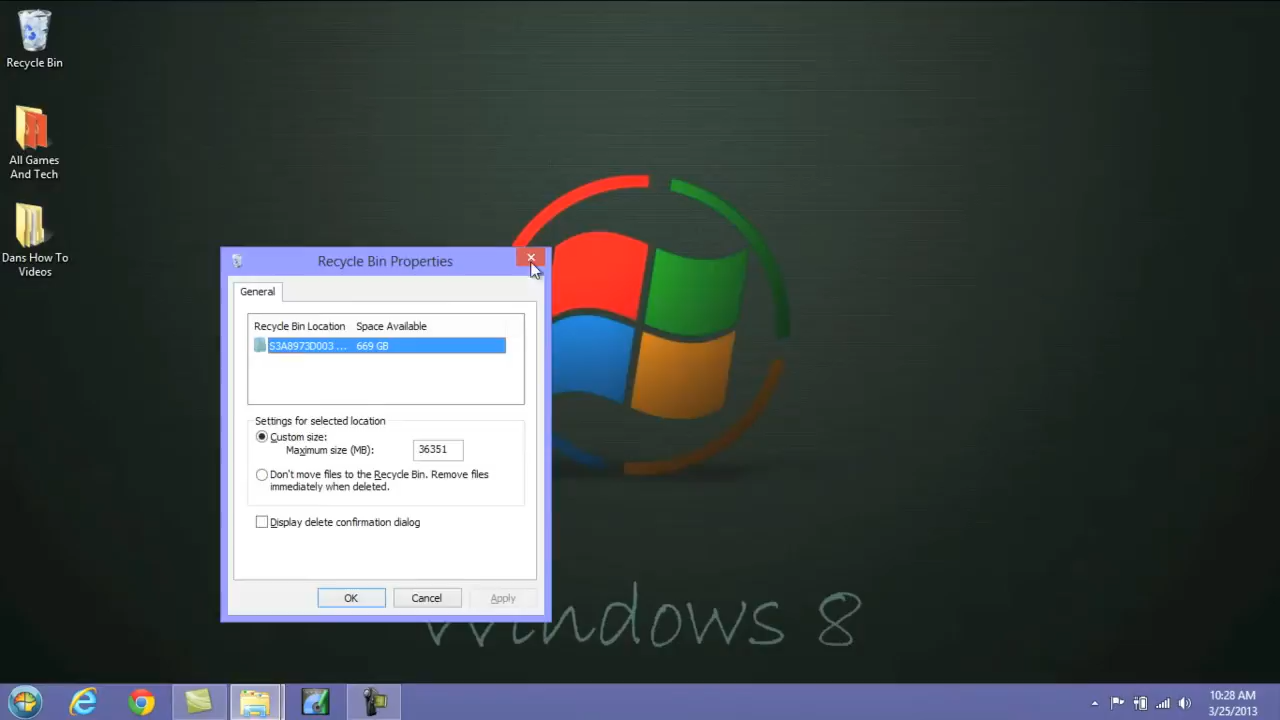 Recycle Bin
All Games
And Tech
Dans How To
Videos
Recycle Bin Properties
General
Recycle Bin Location Space Available
S3A8973D003 ... 669 GB
Settings for selected location
Custom size:
Maximum size (MB): 36351
Don't move files to the Recycle Bin. Remove files
immediately when deleted.
Display delete confirmation dialog
OK Cancel Apply
Windows 8
10:28 AM
3/25/2013